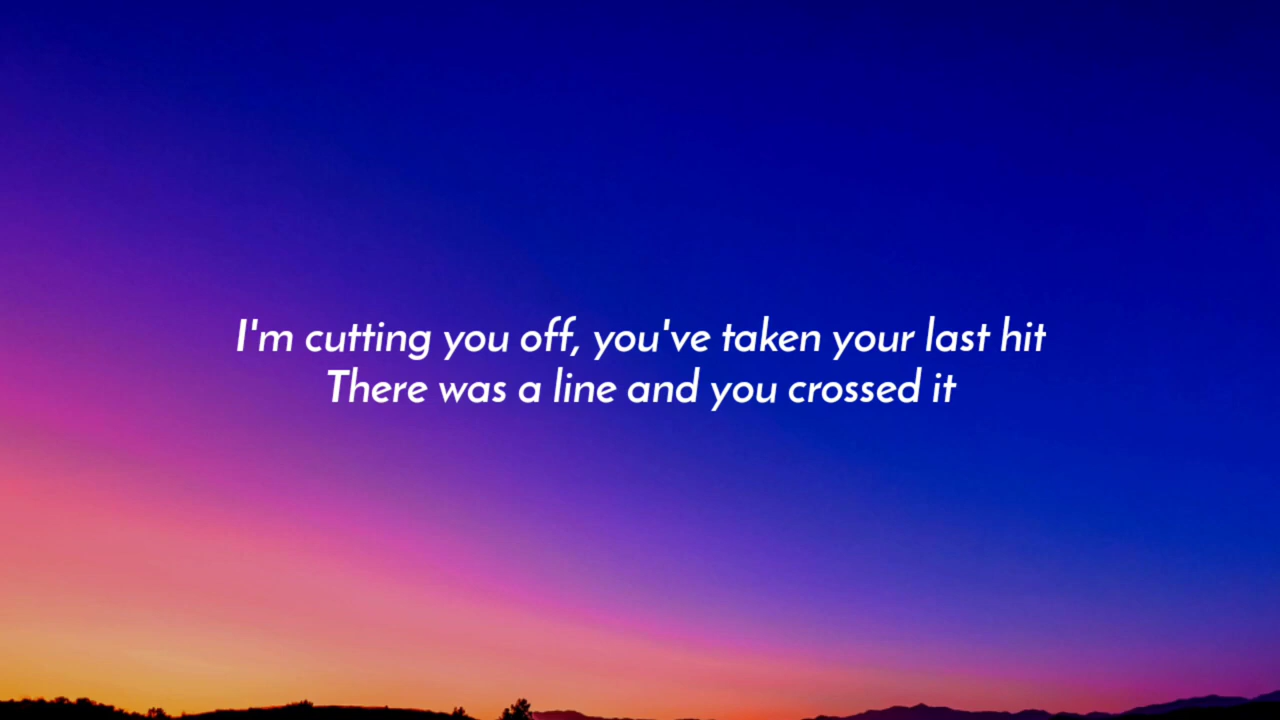 I'm cutting you off, you've taken your last hit
There was a line and you crossed it